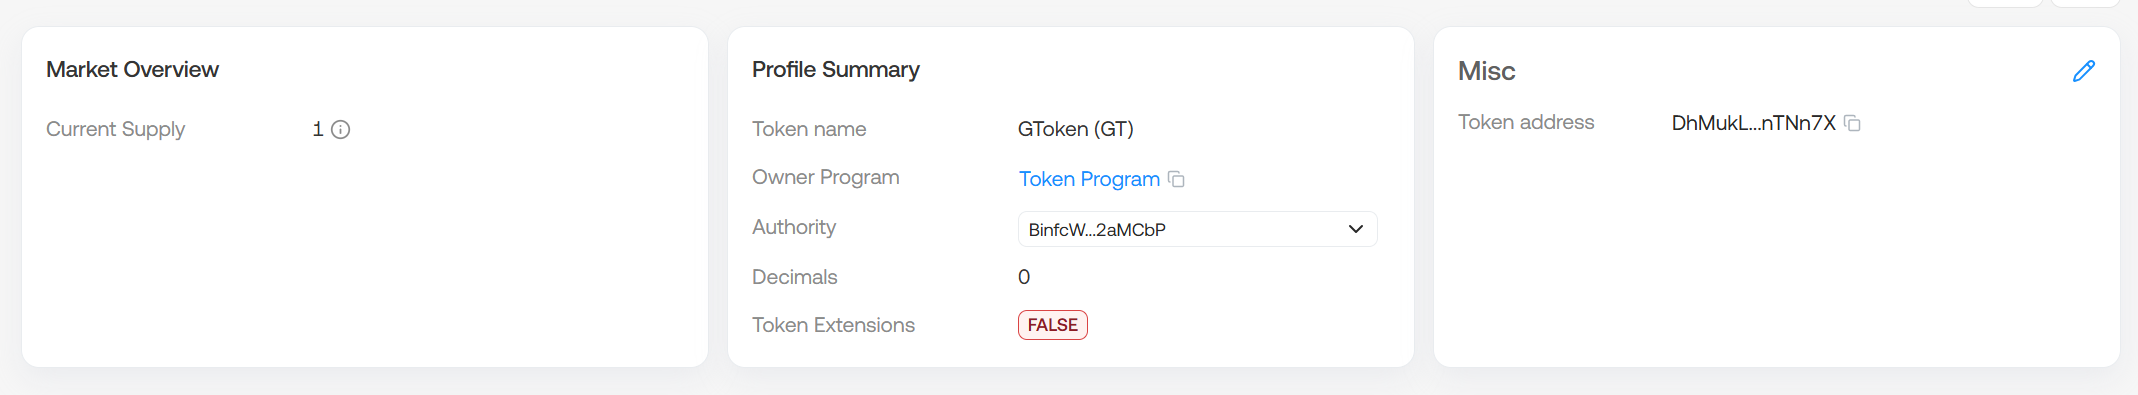 Market Overview
Current Supply 1
Profile Summary
Token name GToken (GT)
Owner Program Token Program
Authority BinfcW...2aMCbP
Decimals 0
Token Extensions FALSE
Misc
Token address DhMukL...nTNn7X